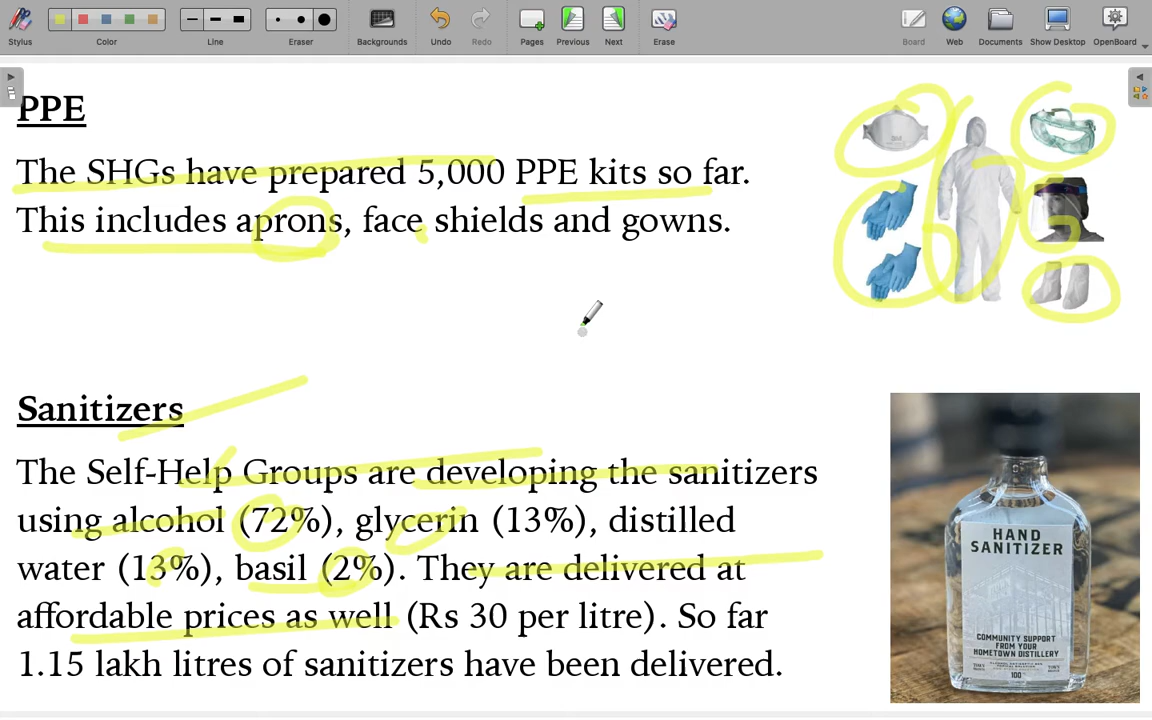 Stylus
Color
Line
Eraser
Backgrounds
Undo
Redo
Pages
Previous
Next
Erase
Board
Web
Documents
Show Desktop
OpenBoard
PPE
The SHGs have prepared 5,000 PPE kits so far.
This includes aprons, face shields and gowns.
Sanitizers
The Self-Help Groups are developing the sanitizers
using alcohol (72%), glycerin (13%), distilled
water (13%), basil (2%). They are delivered at
affordable prices as well (Rs 30 per litre). So far
1.15 lakh litres of sanitizers have been delivered.
HAND
SANITIZER
COMMUNITY SUPPORT
FROM YOUR
HOMETOWN DISTILLERY